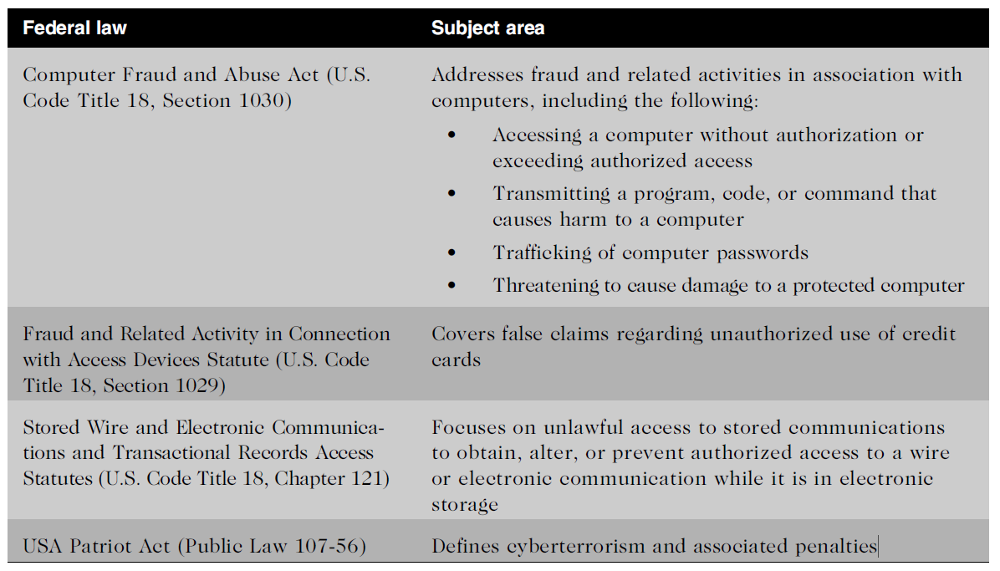 Federal law
Subject area
Computer Fraud and Abuse Act (U.S.
Code Title 18, Section 1030)
Addresses fraud and related activities in association with
computers, including the following:
• Accessing a computer without authorization or
exceeding authorized access
• Transmitting a program, code, or command that
causes harm to a computer
• Trafficking of computer passwords
• Threatening to cause damage to a protected computer
Fraud and Related Activity in Connection
with Access Devices Statute (U.S. Code
Title 18, Section 1029)
Covers false claims regarding unauthorized use of credit
cards
Stored Wire and Electronic Communica-
tions and Transactional Records Access
Statutes (U.S. Code Title 18, Chapter 121)
Focuses on unlawful access to stored communications
to obtain, alter, or prevent authorized access to a wire
or electronic communication while it is in electronic
storage
USA Patriot Act (Public Law 107-56)
Defines cyberterrorism and associated penalties